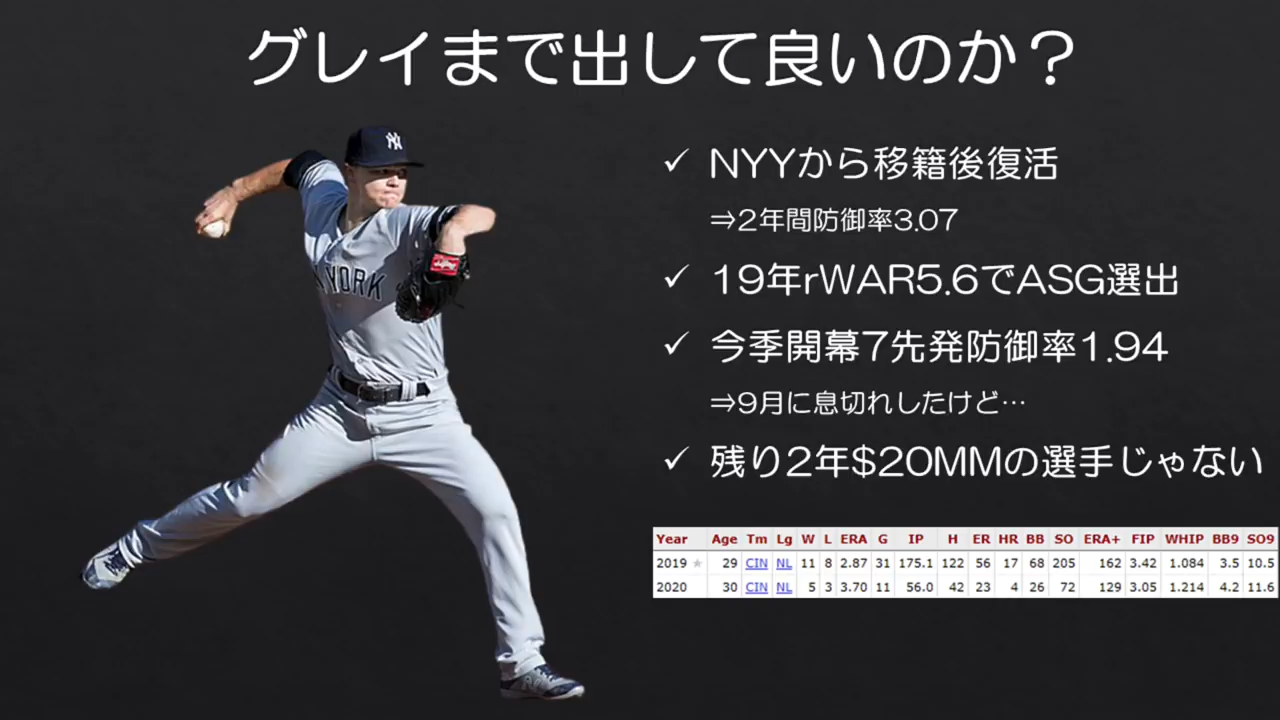 グレイまで出して良いのか？
✓ NYYから移籍後復活
⇒2年間防御率3.07
✓ 19年rWAR5.6でASG選出
✓ 今季開幕7先発防御率1.94
⇒9月に息切れしたけど…
✓ 残り2年$20MMの選手じゃない
NY
YORK
Year Age Tm Lg W L ERA G IP H ER HR BB SO ERA+ FIP WHIP BB9 SO9
2019 ★ 29 CIN NL 11 8 2.87 31 175.1 122 56 17 68 205 162 3.42 1.084 3.5 10.5
2020 30 CIN NL 5 3 3.70 11 56.0 42 23 4 26 72 129 3.05 1.214 4.2 11.6